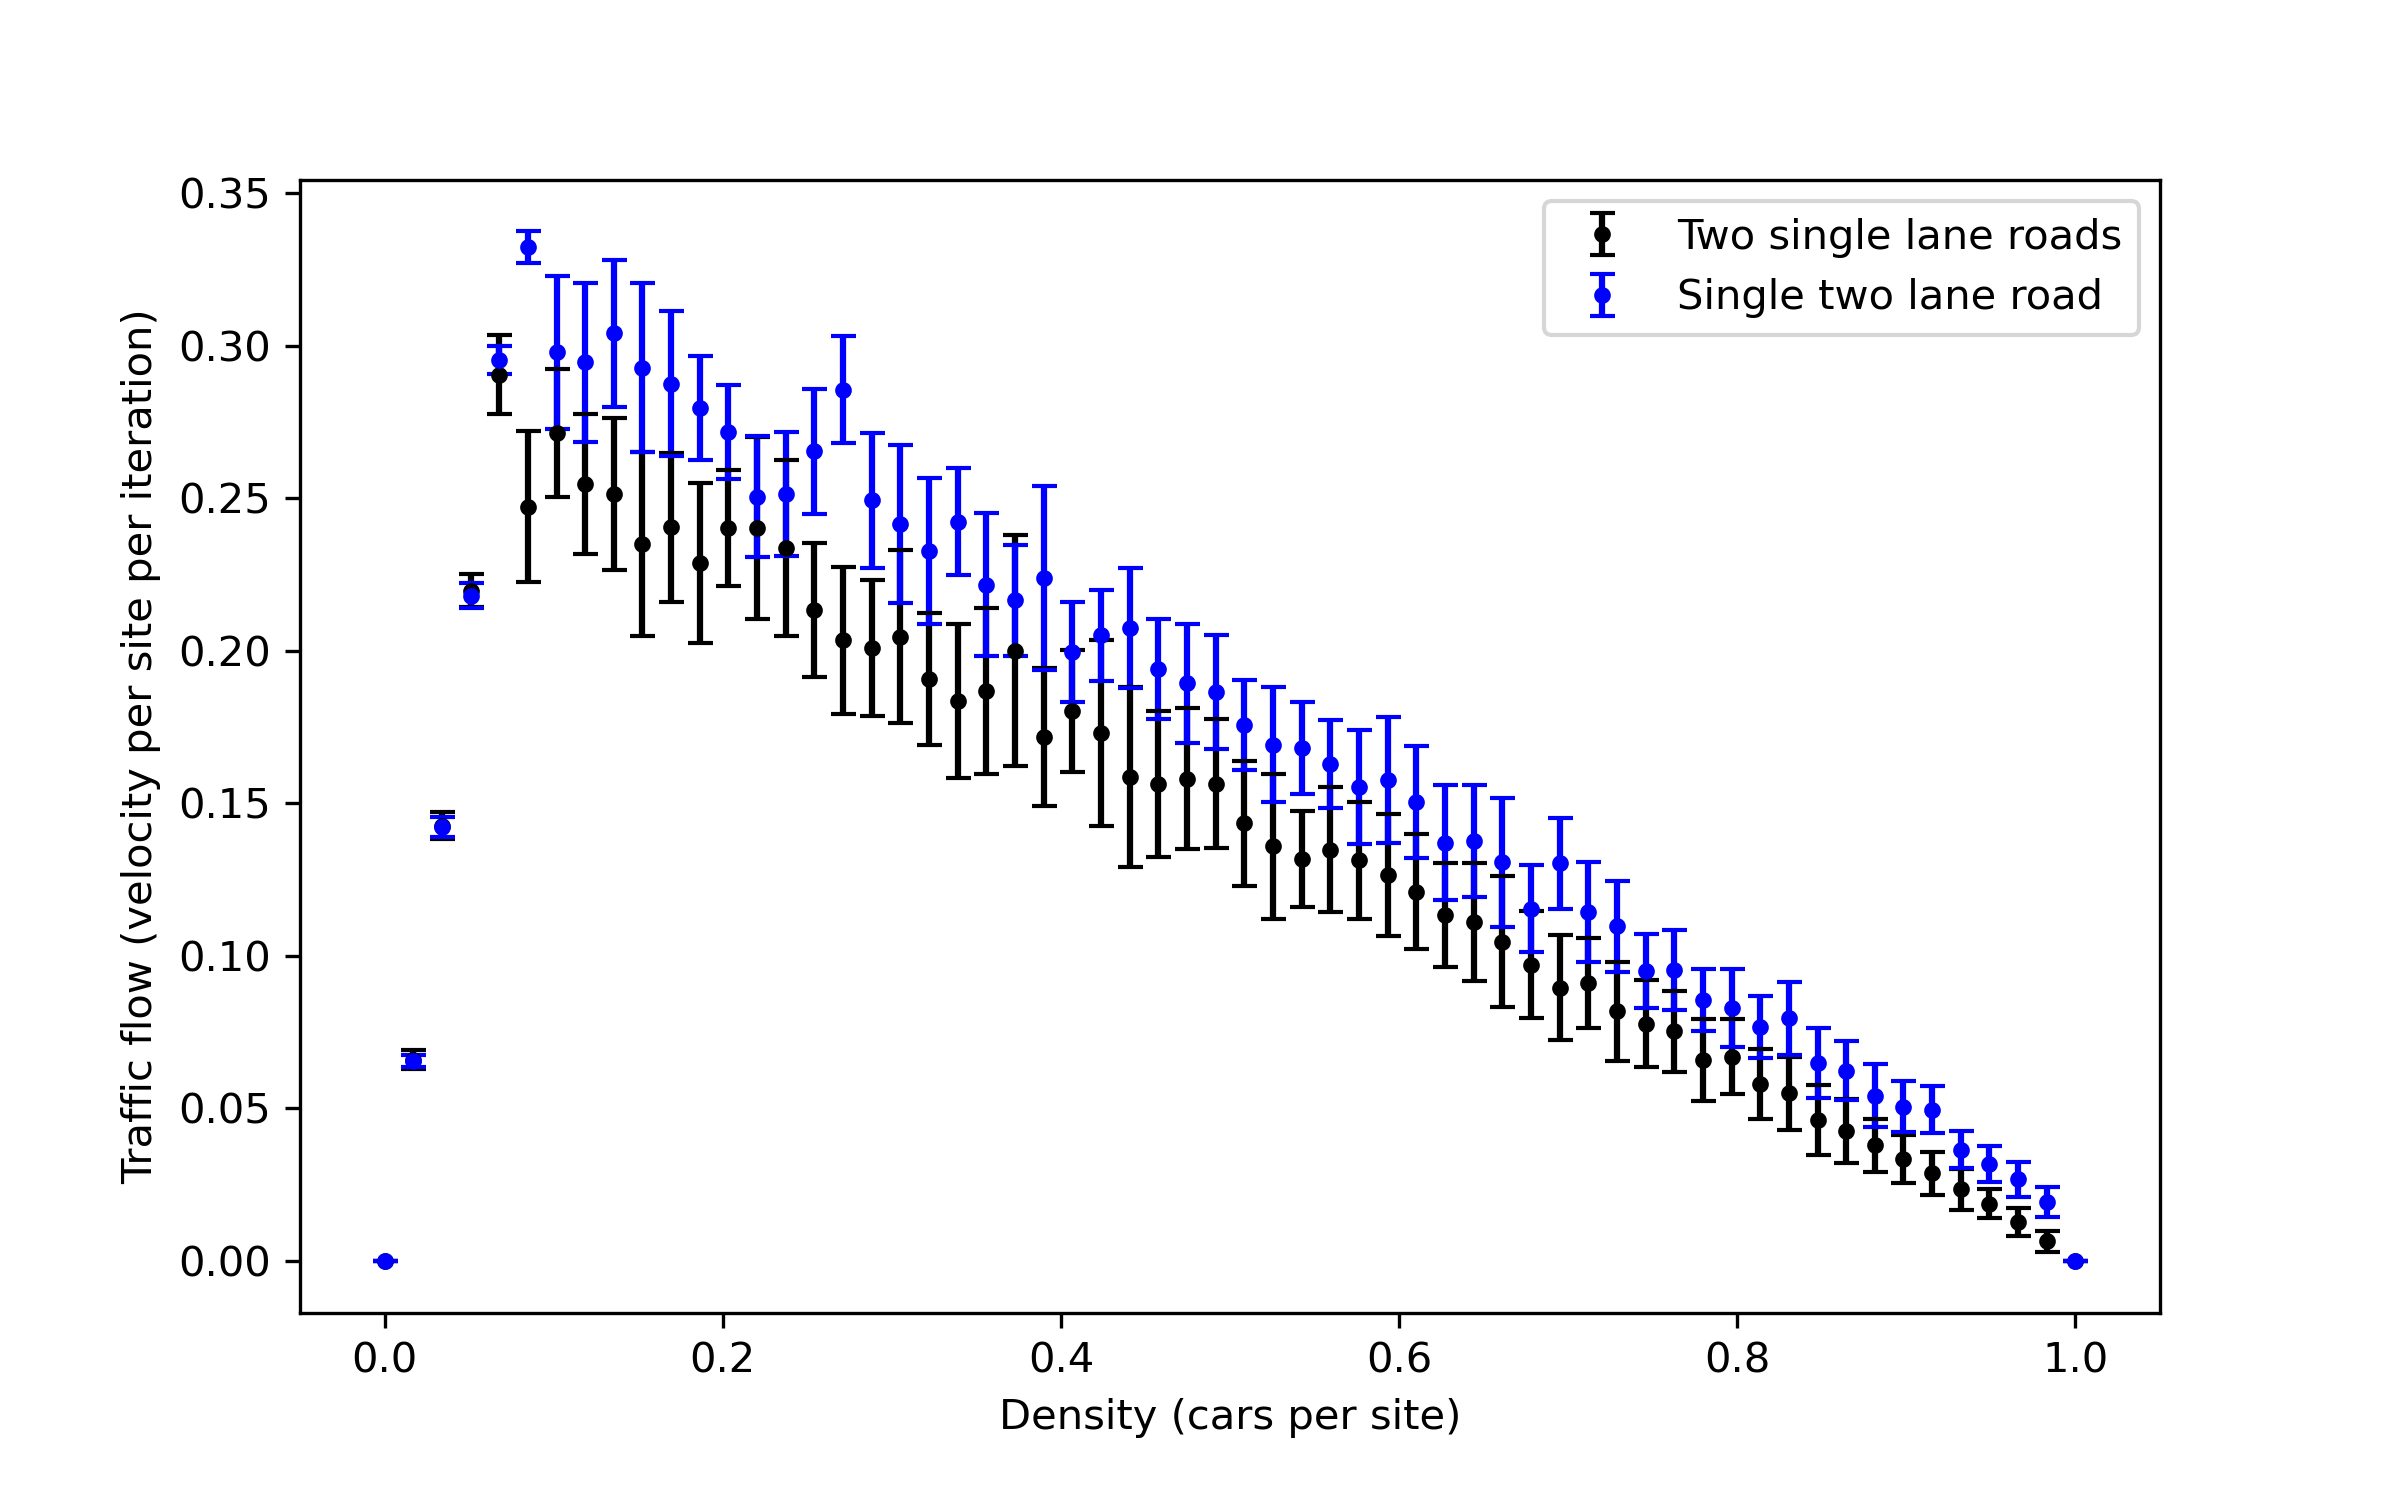 Two single lane roads
Single two lane road
Traffic flow (velocity per site per iteration)
0.35
0.30
0.25
0.20
0.15
0.10
0.05
0.00
0.0 0.2 0.4 0.6 0.8 1.0
Density (cars per site)